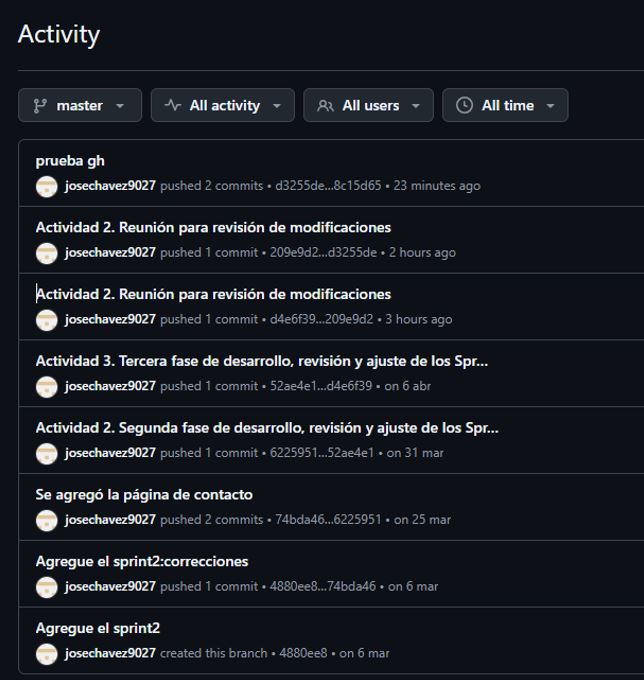 Activity
master All activity All users All time
prueba gh
josechavez9027 pushed 2 commits • d3255de...8c15d65 • 23 minutes ago
Actividad 2. Reunión para revisión de modificaciones
josechavez9027 pushed 1 commit • 209e9d2...d3255de • 2 hours ago
Actividad 2. Reunión para revisión de modificaciones
josechavez9027 pushed 1 commit • d4e6f39...209e9d2 • 3 hours ago
Actividad 3. Tercera fase de desarrollo, revisión y ajuste de los Spr...
josechavez9027 pushed 1 commit • 52ae4e1...d4e6f39 • on 6 abr
Actividad 2. Segunda fase de desarrollo, revisión y ajuste de los Spr...
josechavez9027 pushed 1 commit • 6225951...52ae4e1 • on 31 mar
Se agregó la página de contacto
josechavez9027 pushed 2 commits • 74bda46...6225951 • on 25 mar
Agregue el sprint2:correcciones
josechavez9027 pushed 1 commit • 4880ee8...74bda46 • on 6 mar
Agregue el sprint2
josechavez9027 created this branch • 4880ee8 • on 6 mar